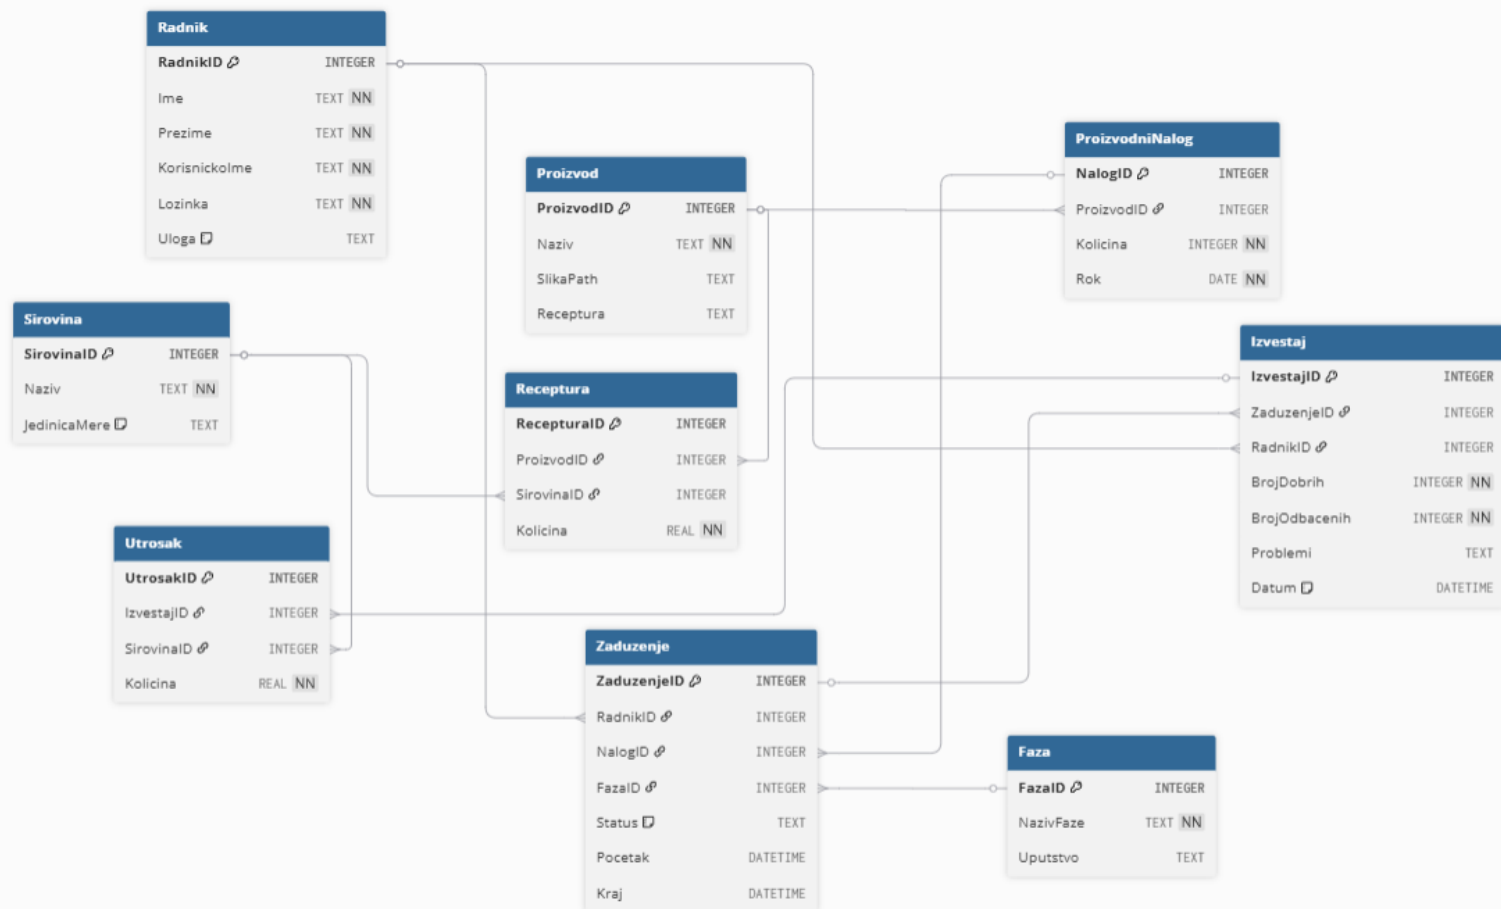 Radnik
RadnikID INTEGER
Ime TEXT NN
Prezime TEXT NN
KorisnickoIme TEXT NN
Lozinka TEXT NN
Uloga TEXT
Proizvod
ProizvodID INTEGER
Naziv TEXT NN
SlikaPath TEXT
Receptura TEXT
ProizvodniNalog
NalogID INTEGER
ProizvodID INTEGER
Kolicina INTEGER NN
Rok DATE NN
Sirovina
SirovinaID INTEGER
Naziv TEXT NN
JedinicaMere TEXT
Receptura
RecepturaID INTEGER
ProizvodID INTEGER
SirovinaID INTEGER
Kolicina REAL NN
Izvestaj
IzvestajID INTEGER
ZaduzenjeID INTEGER
RadnikID INTEGER
BrojDobrih INTEGER NN
BrojOdbacenih INTEGER NN
Problemi TEXT
Datum DATETIME
Utrosak
UtrosakID INTEGER
IzvestajID INTEGER
SirovinaID INTEGER
Kolicina REAL NN
Zaduzenje
ZaduzenjeID INTEGER
RadnikID INTEGER
NalogID INTEGER
FazaID INTEGER
Status TEXT
Pocetak DATETIME
Kraj DATETIME
Faza
FazaID INTEGER
NazivFaze TEXT NN
Uputstvo TEXT